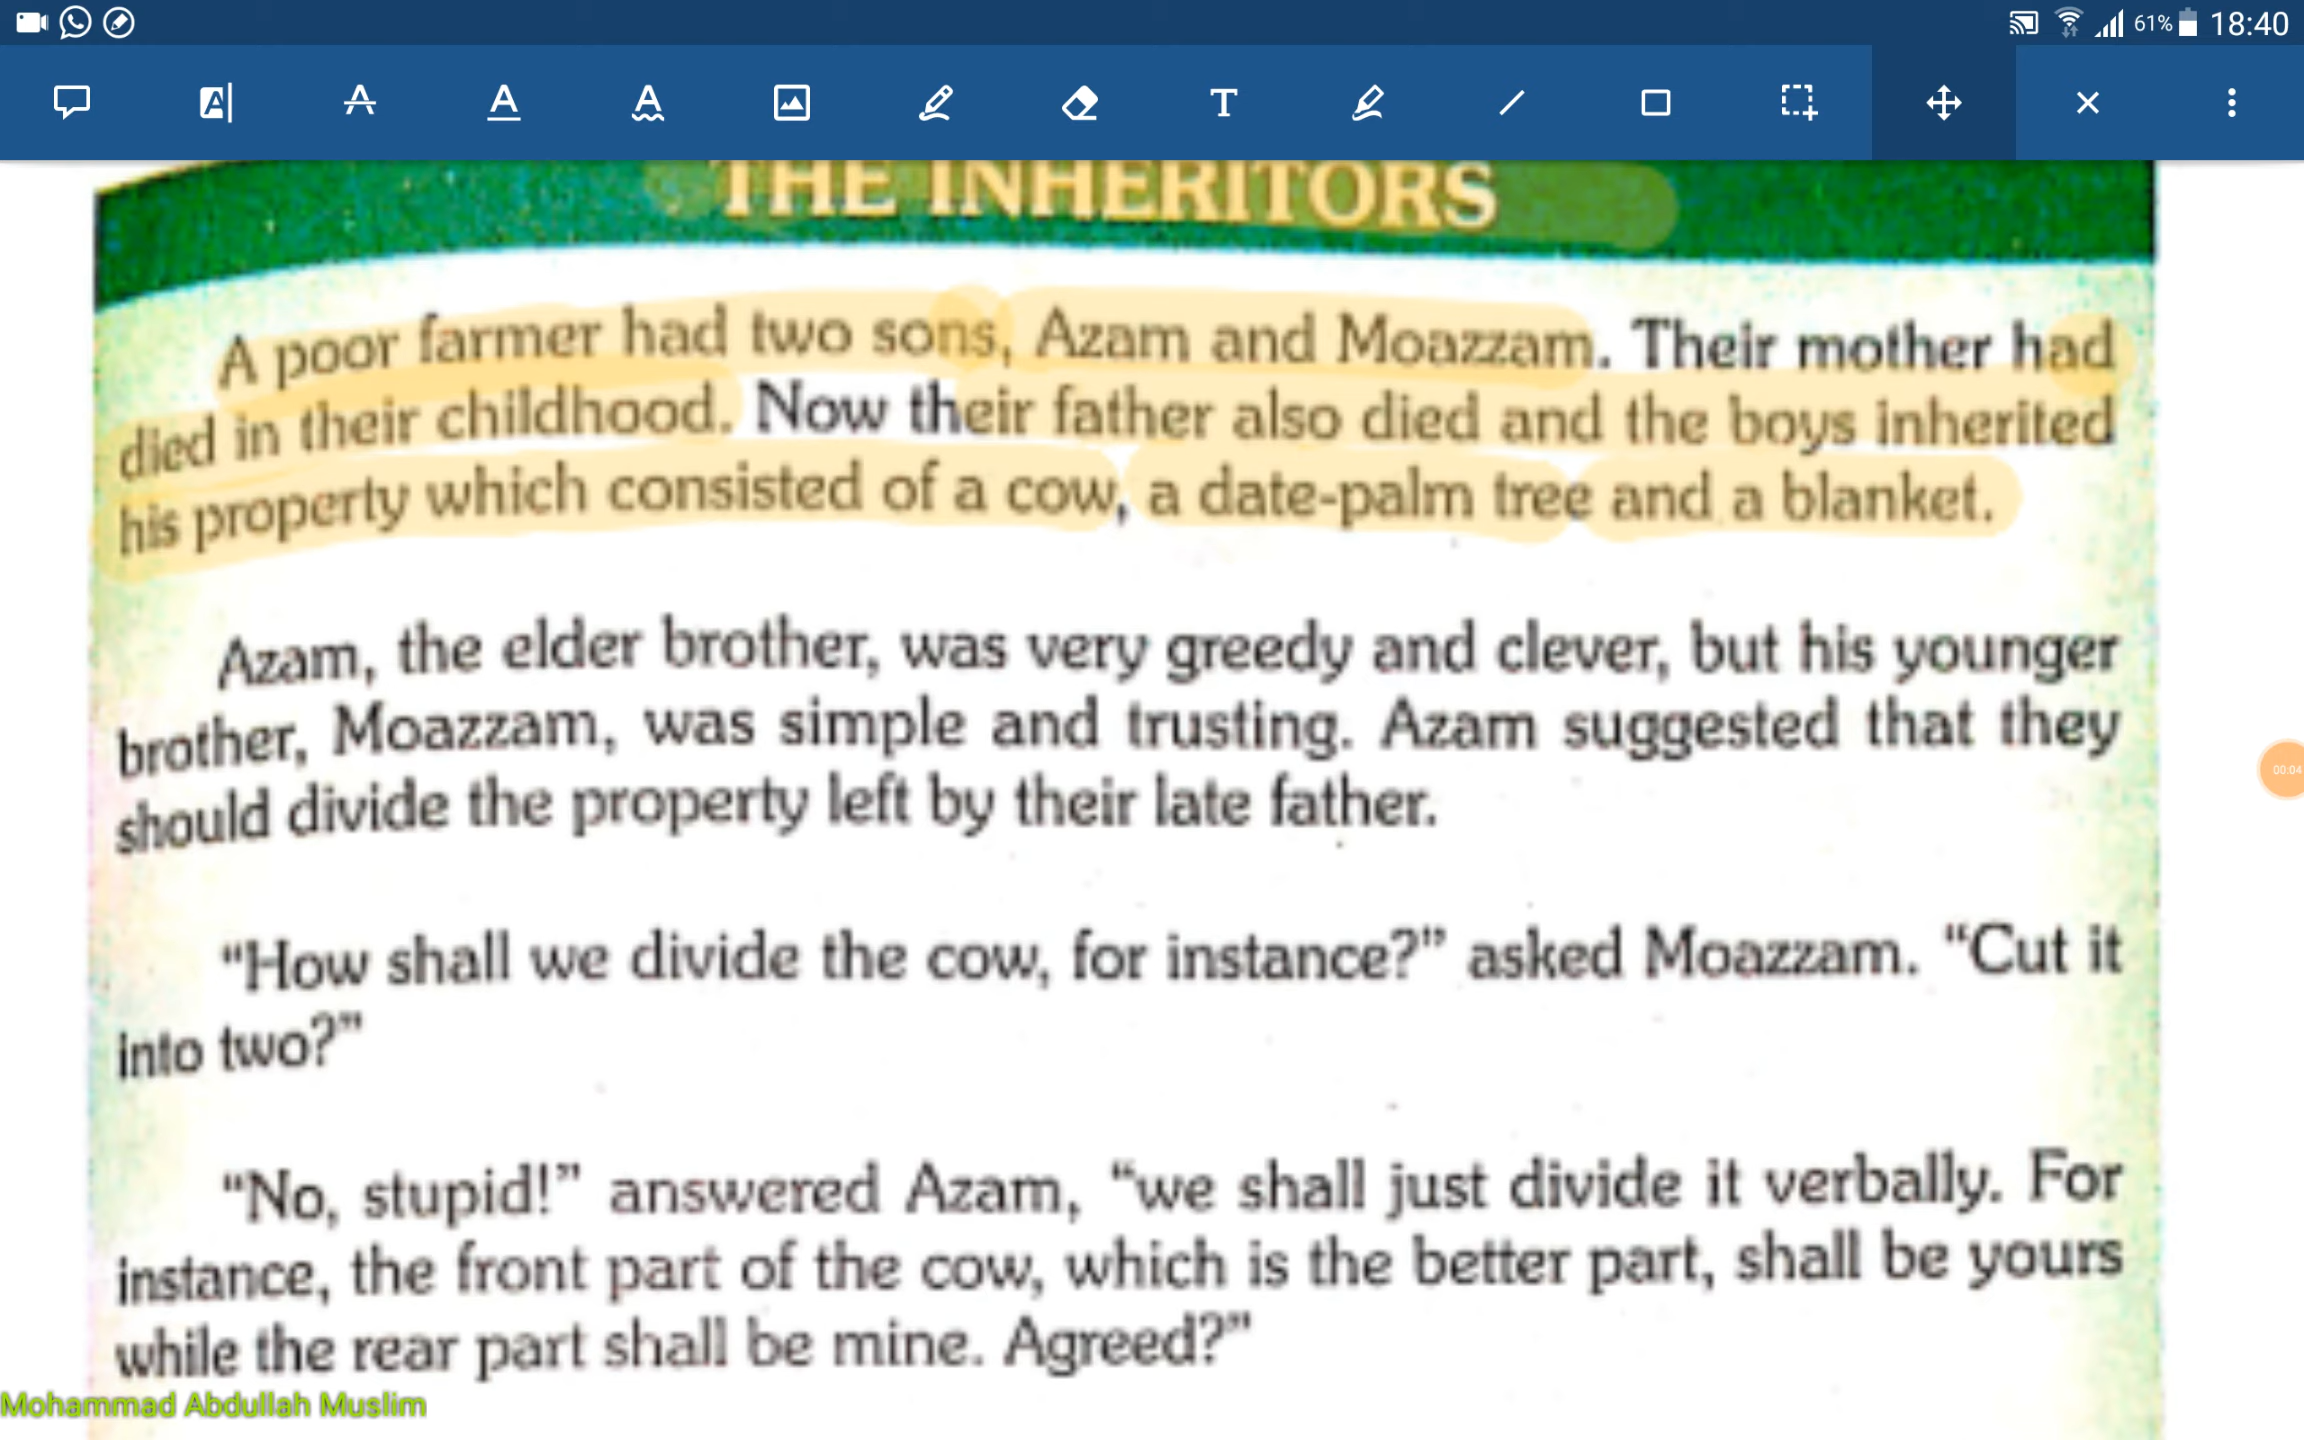 61% 18:40
T
THE INHERITORS
A poor farmer had two sons, Azam and Moazzam. Their mother had
died in their childhood. Now their father also died and the boys inherited
his property which consisted of a cow, a date-palm tree and a blanket.
Azam, the elder brother, was very greedy and clever, but his younger
brother, Moazzam, was simple and trusting. Azam suggested that they
should divide the property left by their late father.
00:04
“How shall we divide the cow, for instance?” asked Moazzam. “Cut it
into two?”
“No, stupid!” answered Azam, “we shall just divide it verbally. For
instance, the front part of the cow, which is the better part, shall be yours
while the rear part shall be mine. Agreed?”
Mohammad Abdullah Muslim